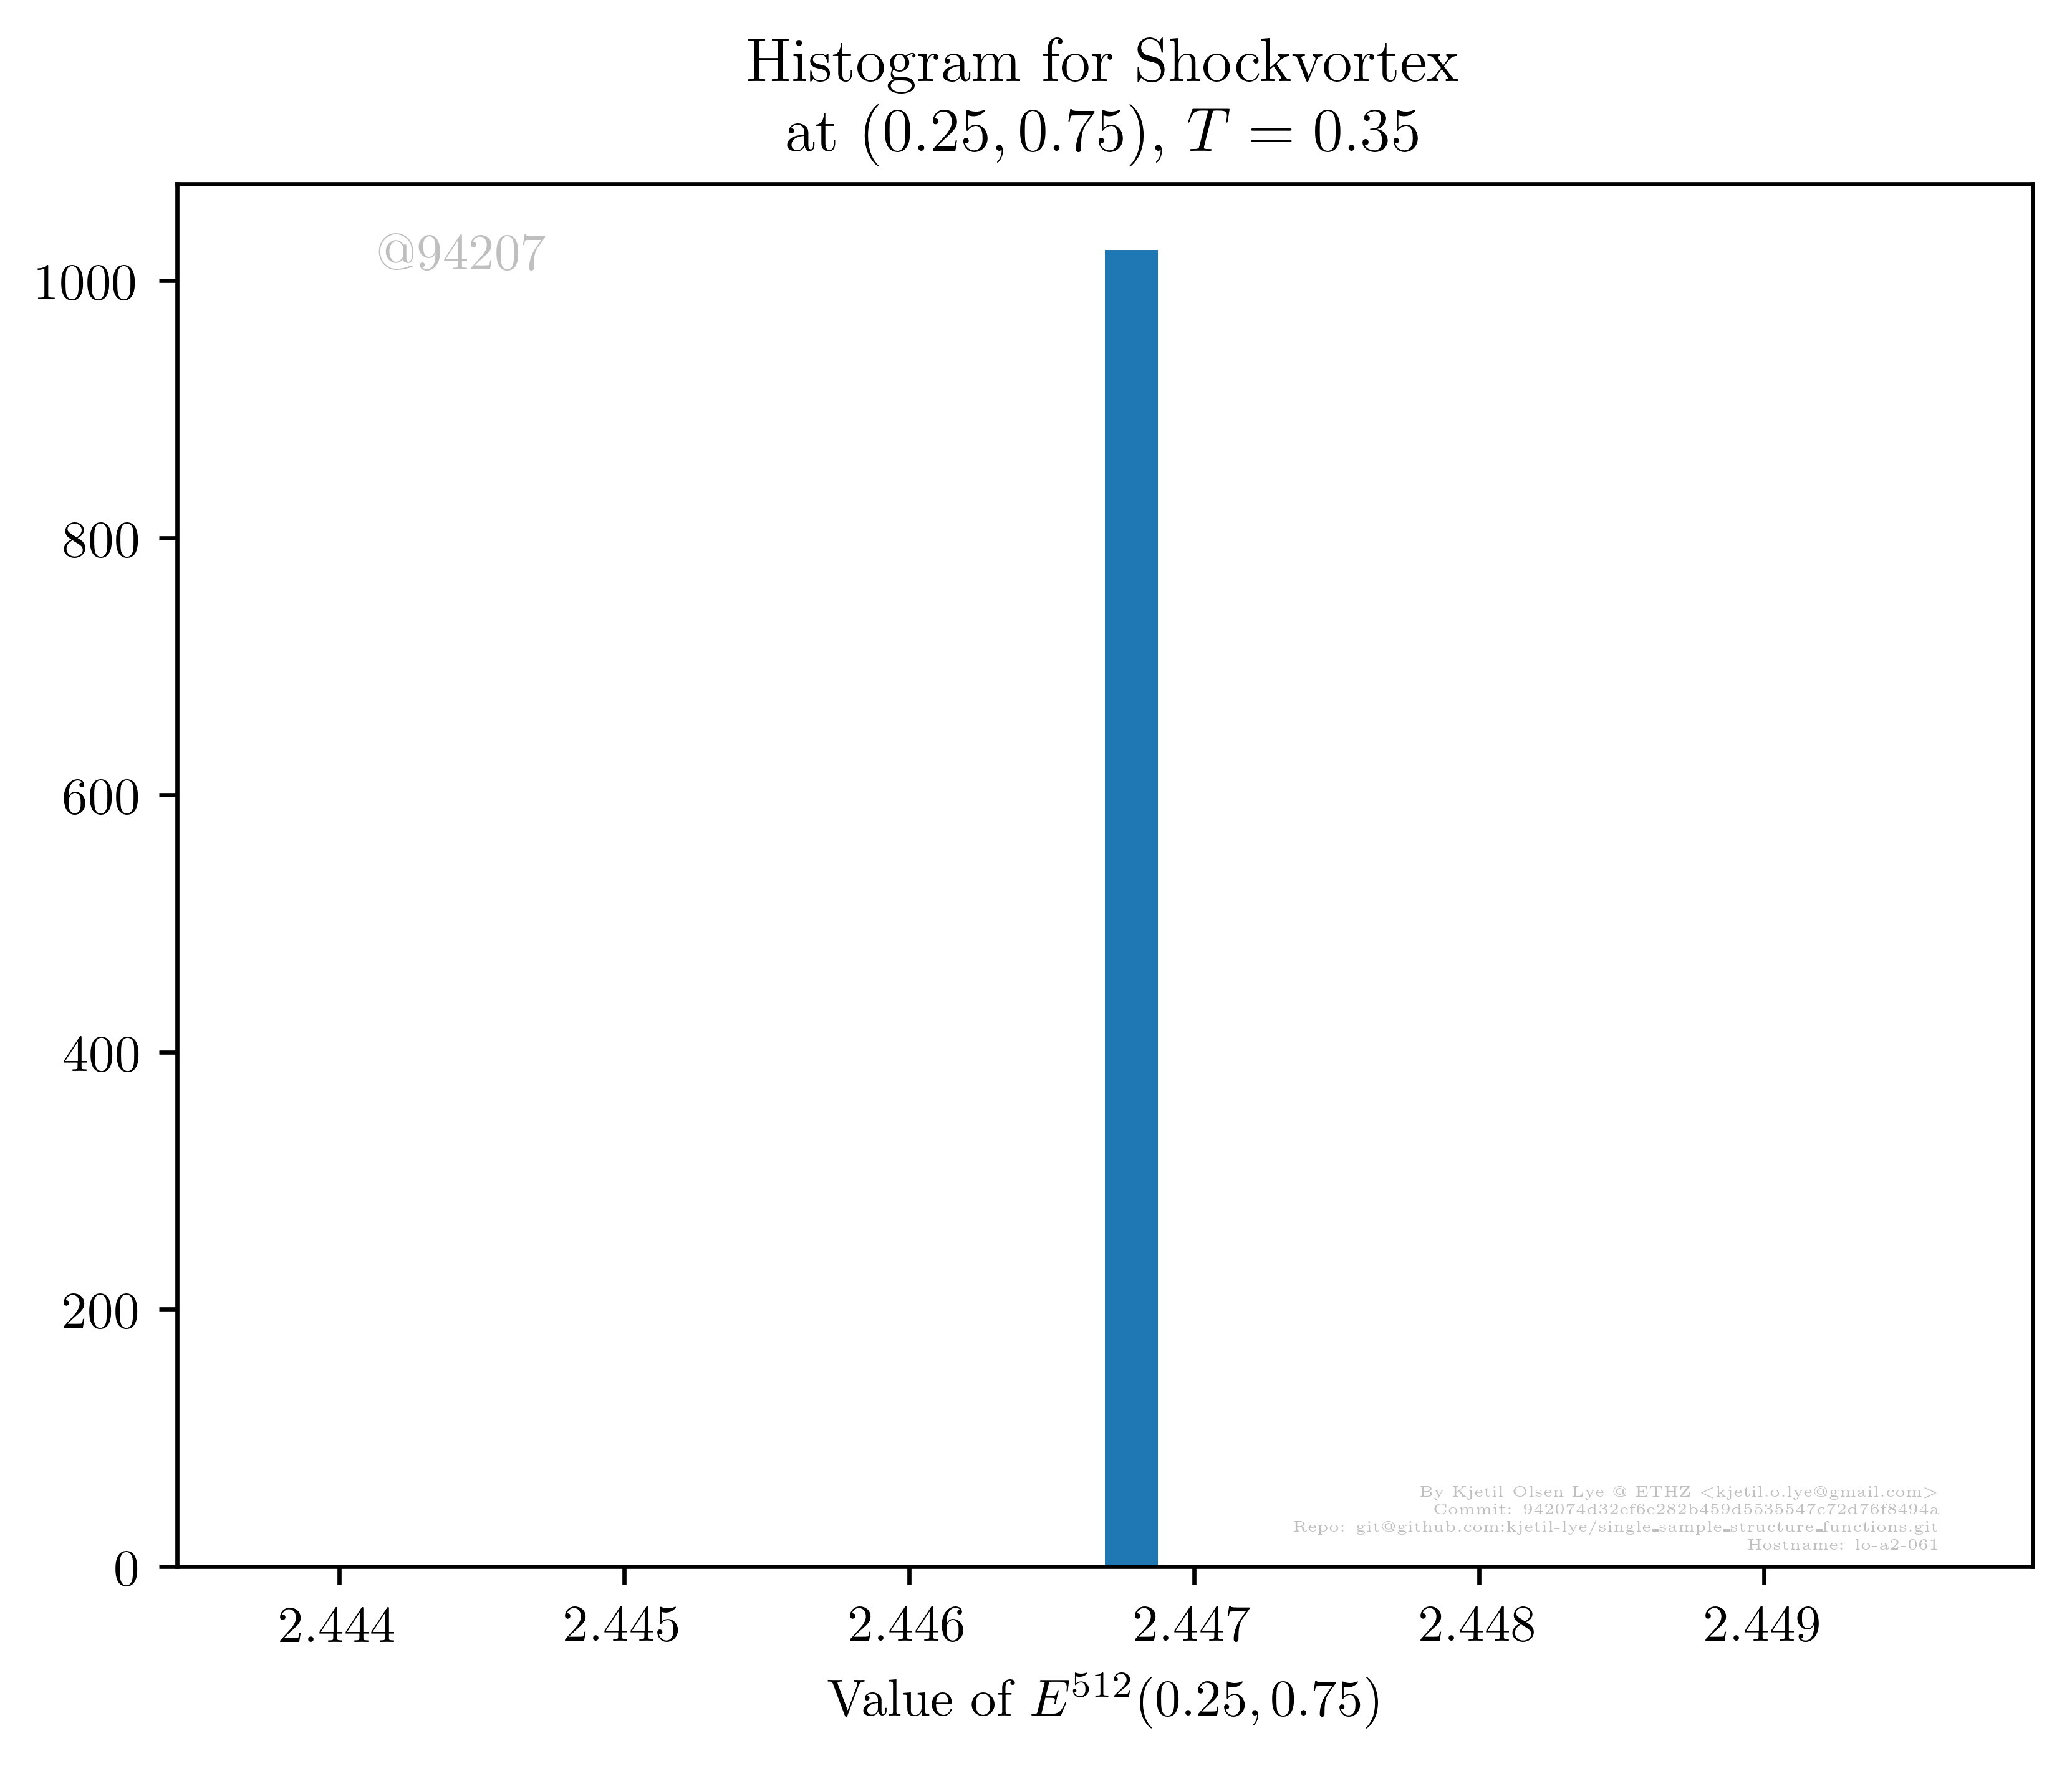 Histogram for Shockvortex
at (0.25, 0.75), T = 0.35
@94207
1000
800
600
400
200
0
By Kjetil Olsen Lye @ ETHZ <kjetil.o.lye@gmail.com>
Commit: 942074d32ef6e282b459d5535547c72d76f8494a
Repo: git@github.com:kjetil-lye/single_sample_structure_functions.git
Hostname: lo-a2-061
2.444 2.445 2.446 2.447 2.448 2.449
Value of E^512(0.25, 0.75)